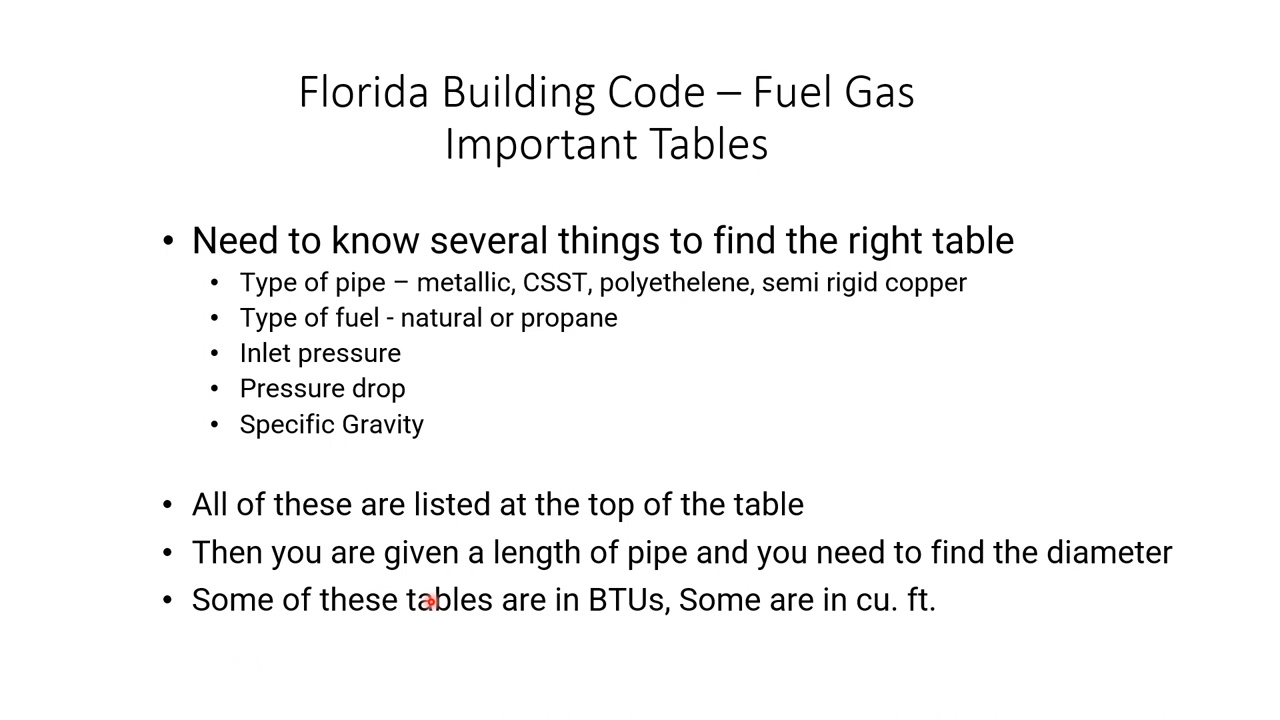 Florida Building Code – Fuel Gas
Important Tables
• Need to know several things to find the right table
• Type of pipe – metallic, CSST, polyethelene, semi rigid copper
• Type of fuel - natural or propane
• Inlet pressure
• Pressure drop
• Specific Gravity
• All of these are listed at the top of the table
• Then you are given a length of pipe and you need to find the diameter
• Some of these tables are in BTUs, Some are in cu. ft.